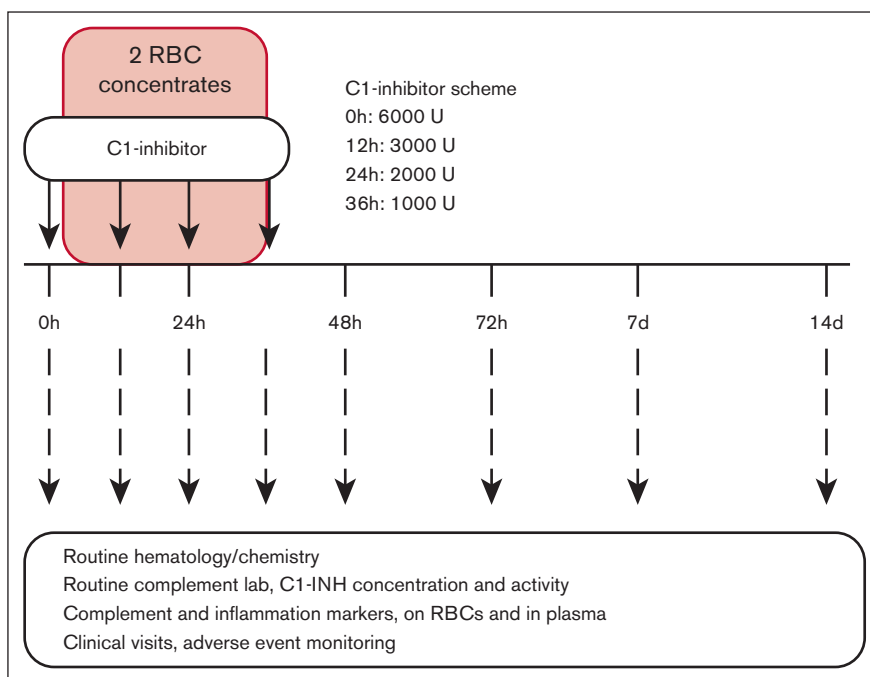 2 RBC
concentrates
C1-inhibitor
C1-inhibitor scheme
0h: 6000 U
12h: 3000 U
24h: 2000 U
36h: 1000 U
0h
24h
48h
72h
7d
14d
Routine hematology/chemistry
Routine complement lab, C1-INH concentration and activity
Complement and inflammation markers, on RBCs and in plasma
Clinical visits, adverse event monitoring